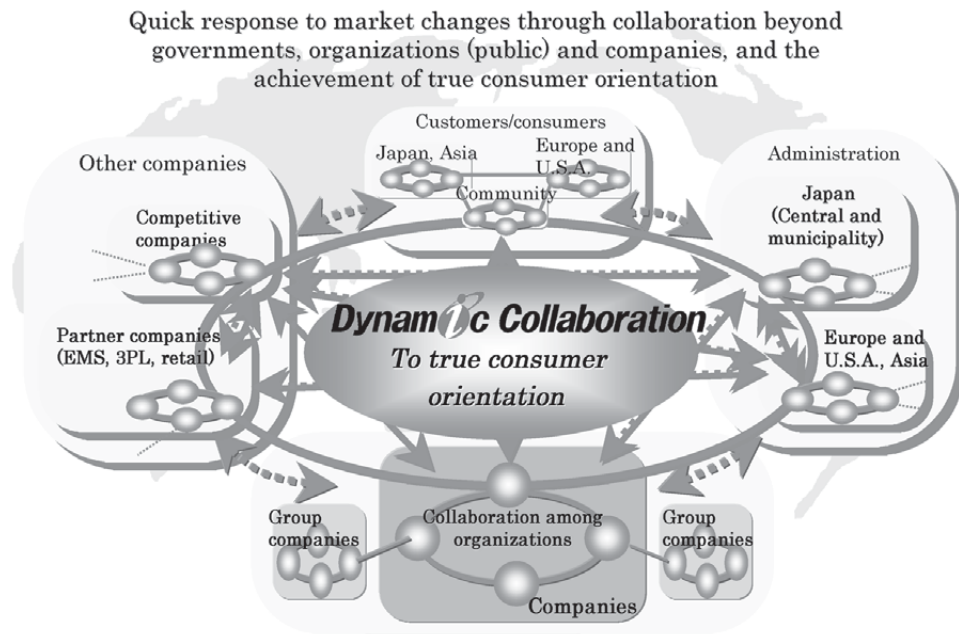 Quick response to market changes through collaboration beyond
governments, organizations (public) and companies, and the
achievement of true consumer orientation
Customers/consumers
Japan, Asia
Europe and
U.S.A.
Community
Other companies
Competitive
companies
Partner companies
(EMS, 3PL, retail)
Administration
Japan
(Central and
municipality)
Europe and
U.S.A., Asia
Dynamic Collaboration
To true consumer
orientation
Group
companies
Collaboration among
organizations
Companies
Group
companies